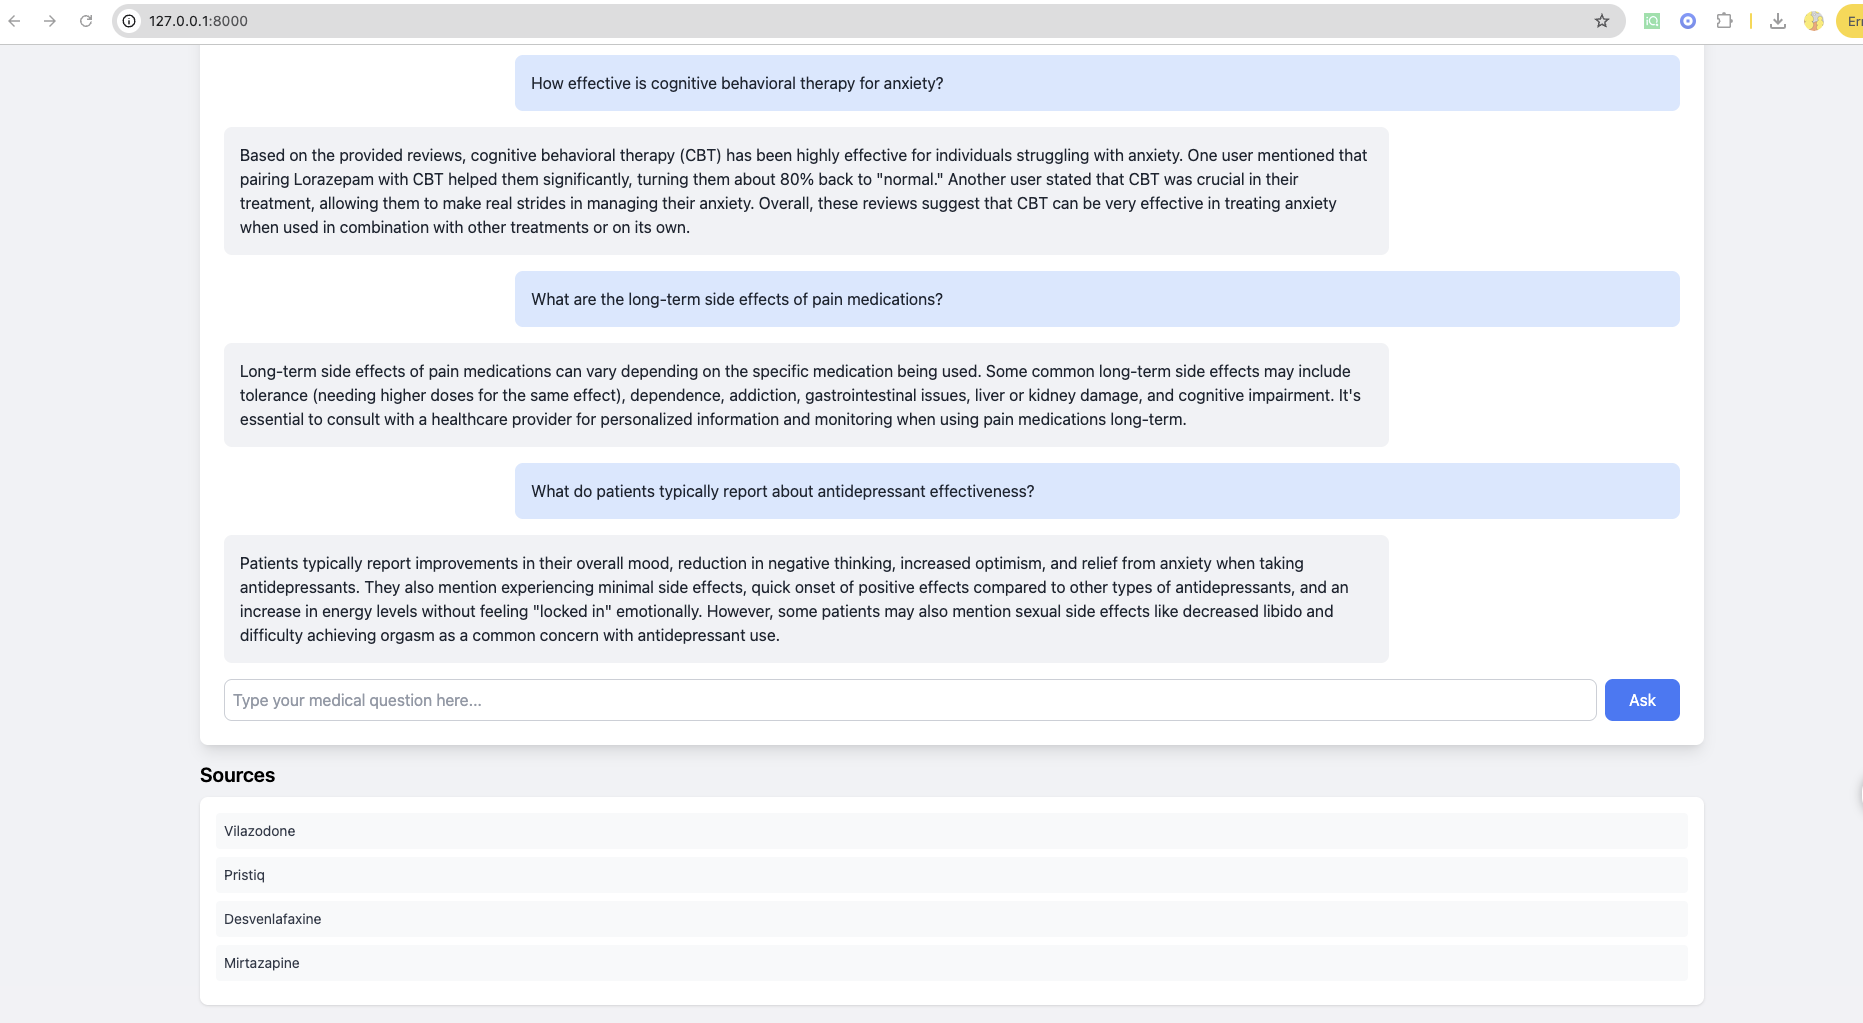 127.0.0.1:8000
iQ
How effective is cognitive behavioral therapy for anxiety?
Based on the provided reviews, cognitive behavioral therapy (CBT) has been highly effective for individuals struggling with anxiety. One user mentioned that
pairing Lorazepam with CBT helped them significantly, turning them about 80% back to "normal." Another user stated that CBT was crucial in their
treatment, allowing them to make real strides in managing their anxiety. Overall, these reviews suggest that CBT can be very effective in treating anxiety
when used in combination with other treatments or on its own.
What are the long-term side effects of pain medications?
Long-term side effects of pain medications can vary depending on the specific medication being used. Some common long-term side effects may include
tolerance (needing higher doses for the same effect), dependence, addiction, gastrointestinal issues, liver or kidney damage, and cognitive impairment. It's
essential to consult with a healthcare provider for personalized information and monitoring when using pain medications long-term.
What do patients typically report about antidepressant effectiveness?
Patients typically report improvements in their overall mood, reduction in negative thinking, increased optimism, and relief from anxiety when taking
antidepressants. They also mention experiencing minimal side effects, quick onset of positive effects compared to other types of antidepressants, and an
increase in energy levels without feeling "locked in" emotionally. However, some patients may also mention sexual side effects like decreased libido and
difficulty achieving orgasm as a common concern with antidepressant use.
Type your medical question here...
Ask
Sources
Vilazodone
Pristiq
Desvenlafaxine
Mirtazapine